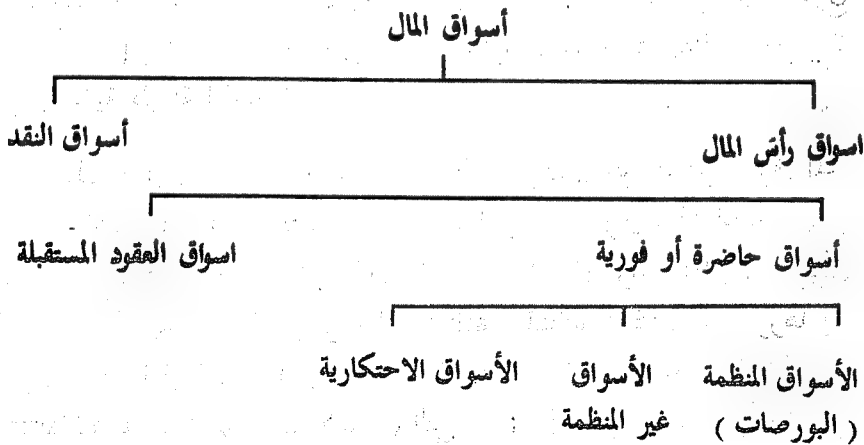 أسواق المال
اسواق رأس المال أسواق النقد
أسواق حاضرة أو فورية اسواق العقود المستقبلة
الأسواق المنظمة الأسواق الأسواق الاحتكارية
( البورصات ) غير المنظمة